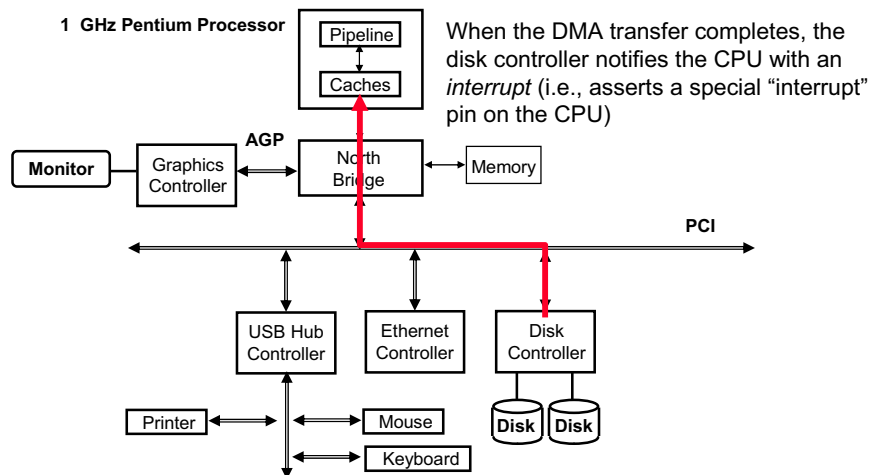 1 GHz Pentium Processor
Pipeline
Caches
When the DMA transfer completes, the
disk controller notifies the CPU with an
interrupt (i.e., asserts a special “interrupt”
pin on the CPU)
AGP
Monitor
Graphics
Controller
North
Bridge
Memory
PCI
USB Hub
Controller
Ethernet
Controller
Disk
Controller
Printer
Mouse
Keyboard
Disk
Disk